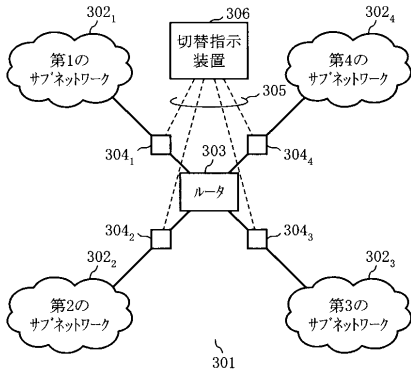 302₁
第1の
サブネットワーク
306
切替指示
装置
302₄
第4の
サブネットワーク
305
304₁
303
304₄
ルータ
304₂
304₃
302₂
第2の
サブネットワーク
302₃
第3の
サブネットワーク
301